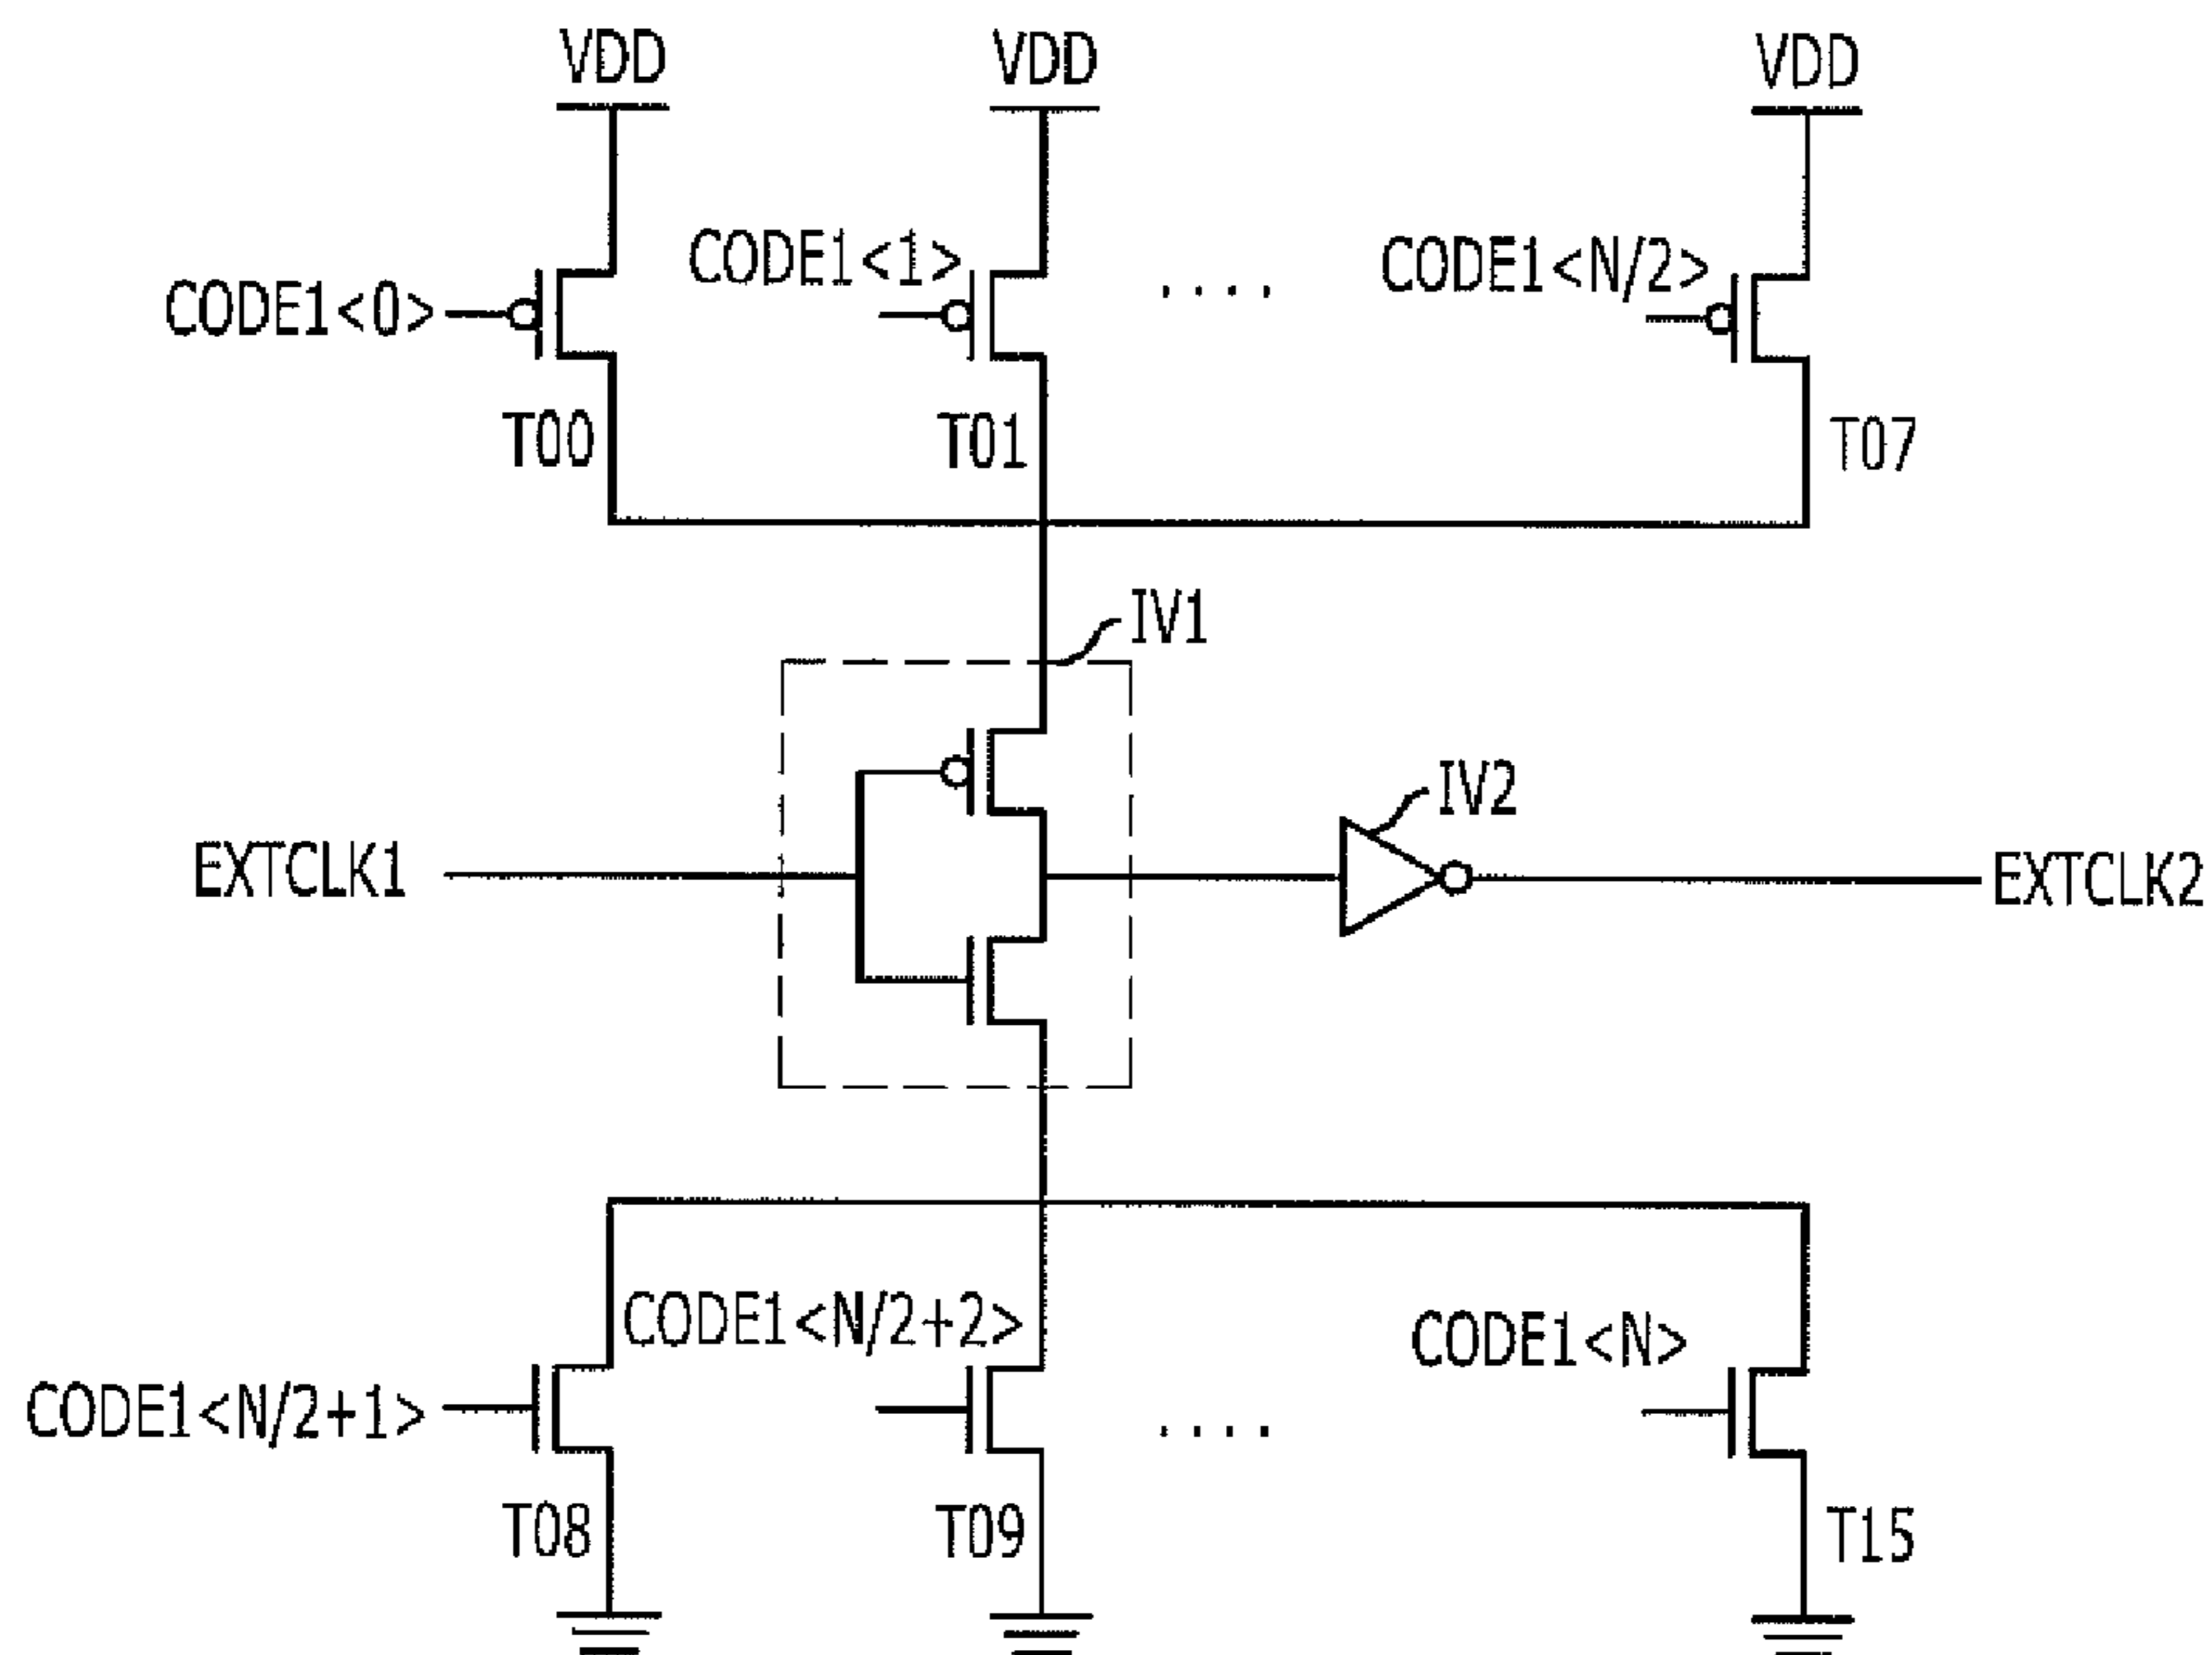 VDD
VDD
VDD
CODE1<0>
CODE1<1>
....
CODE1<N/2>
T00
T01
T07
IV1
IV2
EXTCLK1
EXTCLK2
CODE1<N/2+1>
CODE1<N/2+2>
....
CODE1<N>
T08
T09
T15